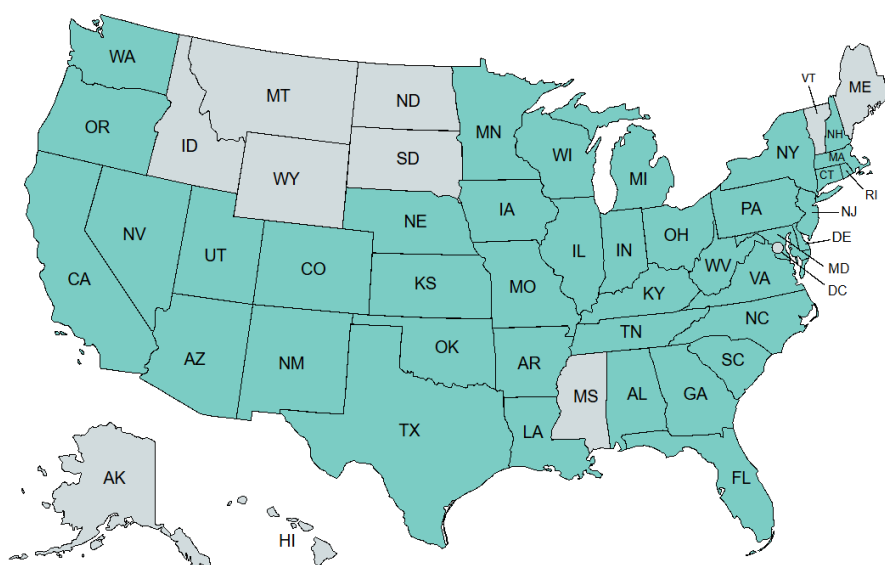 WA
MT
ND
MN
VT
ME
OR
ID
SD
WI
NY
NH
MA
CT
RI
WY
MI
IA
PA
NJ
NE
NV
UT
CO
IL
IN
OH
DE
MD
DC
CA
KS
MO
WV
VA
KY
NC
TN
AZ
NM
OK
AR
SC
MS
AL
GA
TX
LA
FL
AK
HI